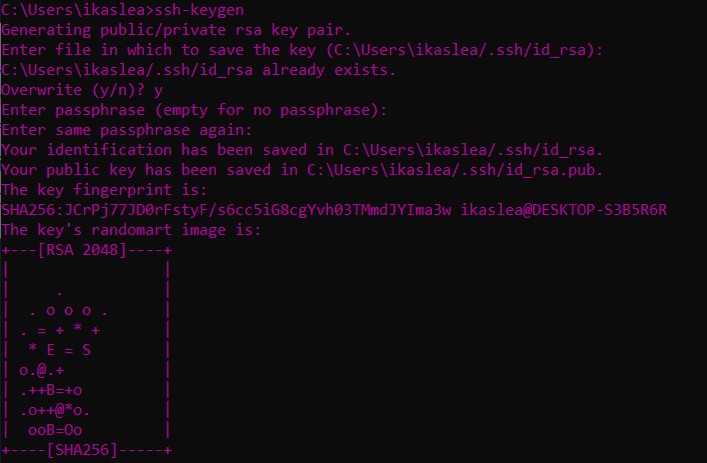 C:\Users\ikaslea>ssh-keygen
Generating public/private rsa key pair.
Enter file in which to save the key (C:\Users\ikaslea/.ssh/id_rsa):
C:\Users\ikaslea/.ssh/id_rsa already exists.
Overwrite (y/n)? y
Enter passphrase (empty for no passphrase):
Enter same passphrase again:
Your identification has been saved in C:\Users\ikaslea/.ssh/id_rsa.
Your public key has been saved in C:\Users\ikaslea/.ssh/id_rsa.pub.
The key fingerprint is:
SHA256:JCrPj77JD0rFstyF/s6cc5iG8cgYvh03TMmdJYIma3w ikaslea@DESKTOP-S3B5R6R
The key's randomart image is:
+---[RSA 2048]----+
|                 |
|     .           |
|  . o o o .      |
| . = + * +       |
|  * E = S        |
| o.@.+           |
| .++B=+o         |
| .o++@*o.        |
|  ooB=Oo         |
+----[SHA256]-----+